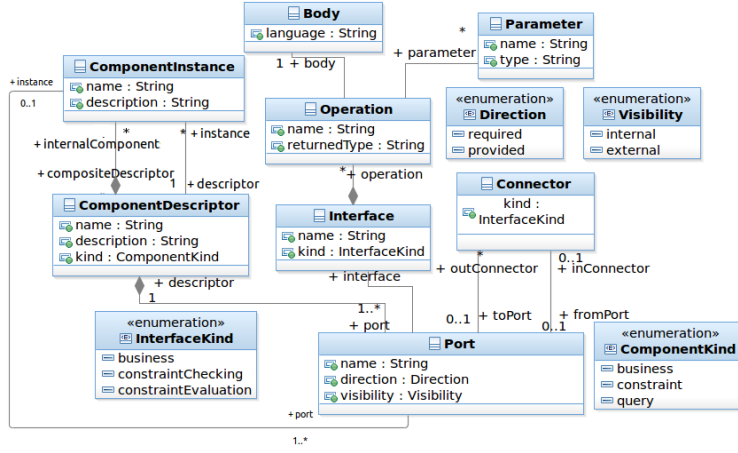 Body
language : String
1 + body
Parameter
name : String
type : String
*
+ parameter
ComponentInstance
name : String
description : String
+ instance
0..1
*
+ internalComponent
* + instance
+ compositeDescriptor
1 + descriptor
Operation
name : String
returnedType : String
* + operation
«enumeration»
Direction
required
provided
«enumeration»
Visibility
internal
external
ComponentDescriptor
name : String
description : String
kind : ComponentKind
+ descriptor
1
Interface
name : String
kind : InterfaceKind
+ interface
Connector
kind :
InterfaceKind
*
+ outConnector
0..1
+ inConnector
0..1
+ toPort
+ fromPort
0..1
1..*
+ port
«enumeration»
InterfaceKind
business
constraintChecking
constraintEvaluation
Port
name : String
direction : Direction
visibility : Visibility
«enumeration»
ComponentKind
business
constraint
query
+ port
1..*